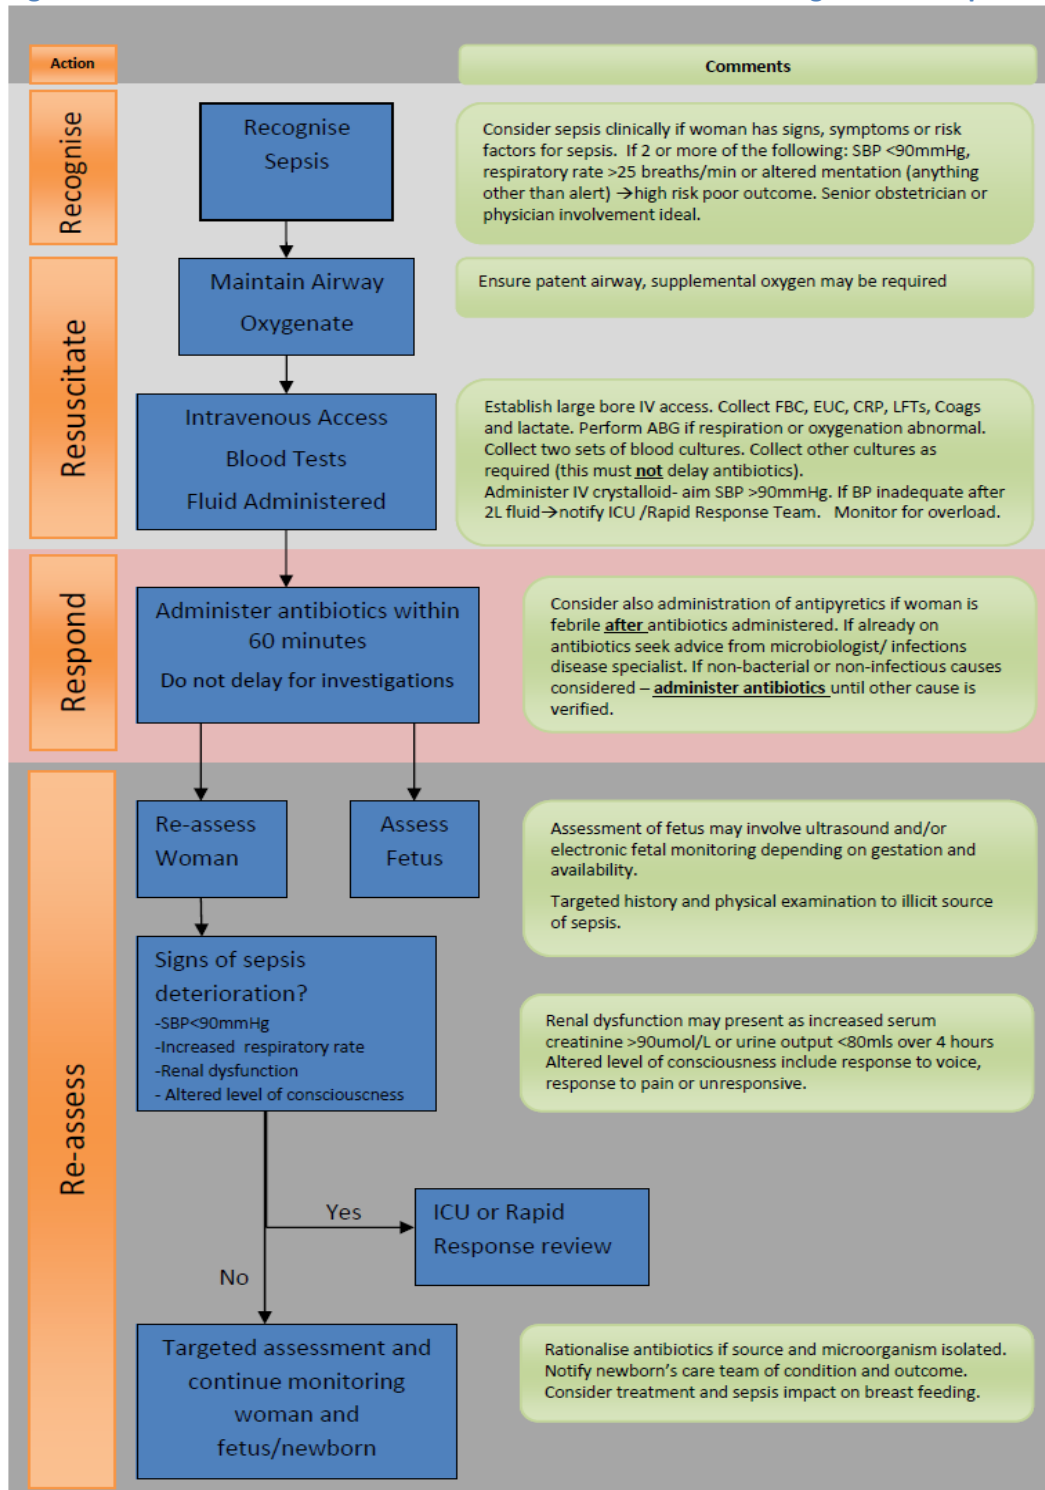 Action
Comments
Recognise
Recognise
Sepsis
Consider sepsis clinically if woman has signs, symptoms or risk
factors for sepsis.  If 2 or more of the following: SBP <90mmHg,
respiratory rate >25 breaths/min or altered mentation (anything
other than alert) →high risk poor outcome. Senior obstetrician or
physician involvement ideal.
Resuscitate
Maintain Airway
Oxygenate
Ensure patent airway, supplemental oxygen may be required
Intravenous Access
Blood Tests
Fluid Administered
Establish large bore IV access. Collect FBC, EUC, CRP, LFTs, Coags
and lactate. Perform ABG if respiration or oxygenation abnormal.
Collect two sets of blood cultures. Collect other cultures as
required (this must not delay antibiotics).
Administer IV crystalloid- aim SBP >90mmHg. If BP inadequate after
2L fluid→notify ICU /Rapid Response Team.   Monitor for overload.
Respond
Administer antibiotics within
60 minutes
Do not delay for investigations
Consider also administration of antipyretics if woman is
febrile after antibiotics administered. If already on
antibiotics seek advice from microbiologist/ infections
disease specialist. If non-bacterial or non-infectious causes
considered – administer antibiotics until other cause is
verified.
Re-assess
Re-assess
Woman
Assess
Fetus
Assessment of fetus may involve ultrasound and/or
electronic fetal monitoring depending on gestation and
availability.
Targeted history and physical examination to illicit source
of sepsis.
Signs of sepsis
deterioration?
-SBP<90mmHg
-Increased  respiratory rate
-Renal dysfunction
- Altered level of consciouscness
Renal dysfunction may present as increased serum
creatinine >90umol/L or urine output <80mls over 4 hours
Altered level of consciousness include response to voice,
response to pain or unresponsive.
Yes
ICU or Rapid
Response review
No
Targeted assessment and
continue monitoring
woman and
fetus/newborn
Rationalise antibiotics if source and microorganism isolated.
Notify newborn’s care team of condition and outcome.
Consider treatment and sepsis impact on breast feeding.